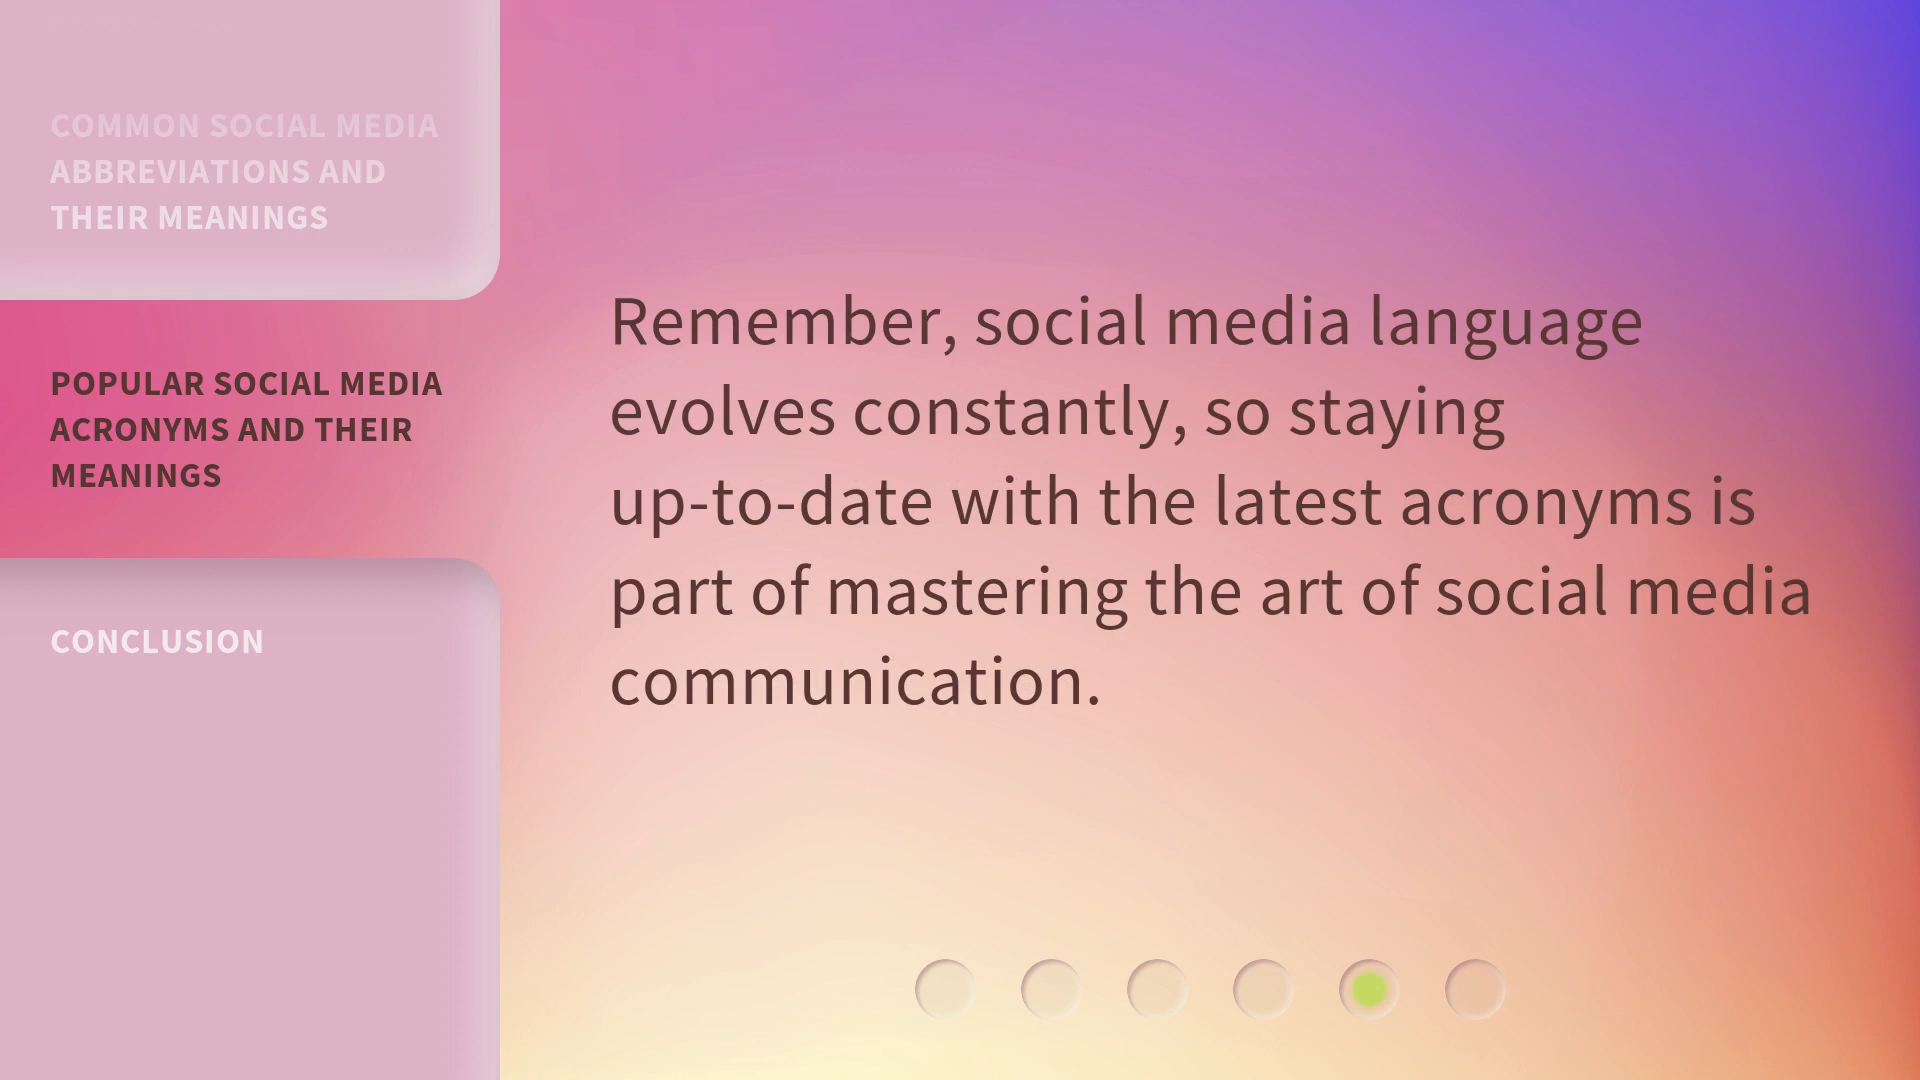 COMMON SOCIAL MEDIA
ABBREVIATIONS AND
THEIR MEANINGS
POPULAR SOCIAL MEDIA
ACRONYMS AND THEIR
MEANINGS
CONCLUSION
Remember, social media language
evolves constantly, so staying
up-to-date with the latest acronyms is
part of mastering the art of social media
communication.